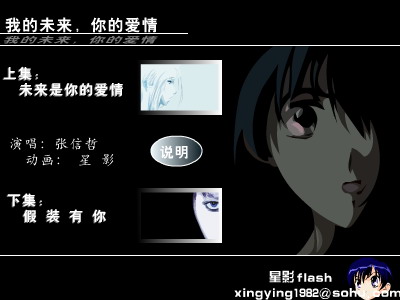 我的未来，你的爱情
我的未来，你的爱情
上集：
未来是你的爱情
演唱：张信哲
动画：星 影
说明
下集：
假 装 有 你
星影flash
xingying1982@sohu.com